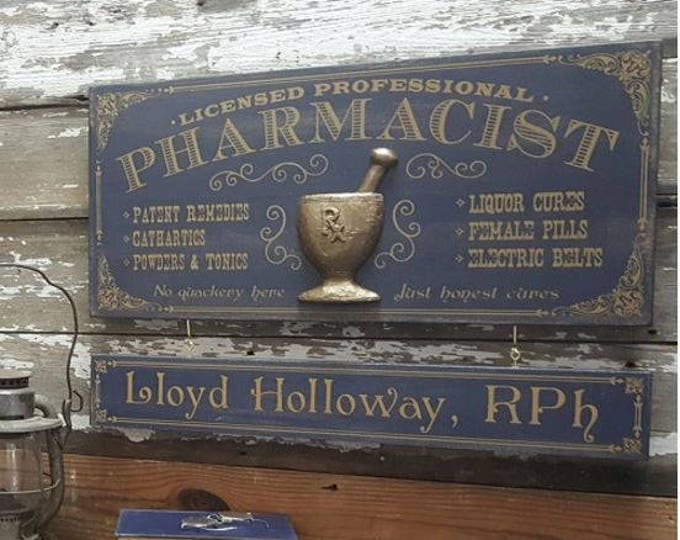 · LICENSED PROFESSIONAL ·
PHARMACIST
PATENT REMEDIES
CATHARTICS
POWDERS & TONICS
Rx
LIQUOR CURES
FEMALE PILLS
ELECTRIC BELTS
No quackery here
Just honest cures
Lloyd Holloway, RPh